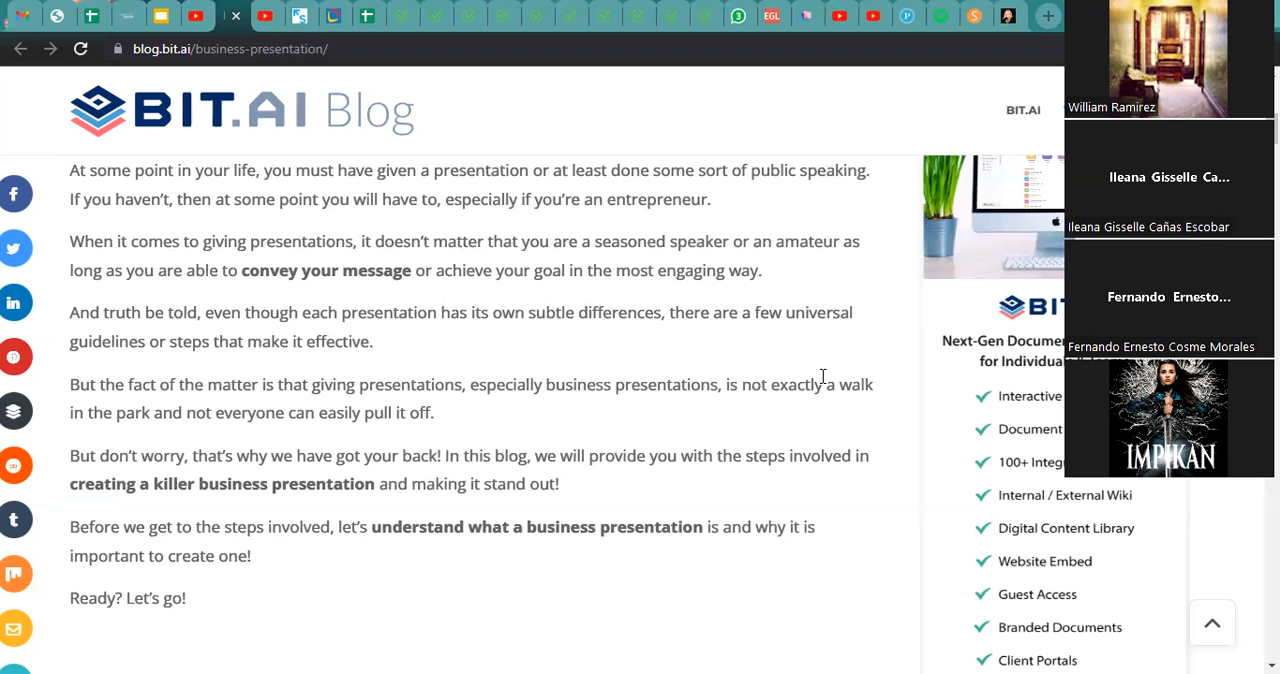 3
EGL
P
S
blog.bit.ai/business-presentation/
BIT.AI Blog
BIT.AI
At some point in your life, you must have given a presentation or at least done some sort of public speaking.
If you haven't, then at some point you will have to, especially if you're an entrepreneur.
When it comes to giving presentations, it doesn't matter that you are a seasoned speaker or an amateur as
long as you are able to convey your message or achieve your goal in the most engaging way.
And truth be told, even though each presentation has its own subtle differences, there are a few universal
guidelines or steps that make it effective.
But the fact of the matter is that giving presentations, especially business presentations, is not exactly a walk
in the park and not everyone can easily pull it off.
But don't worry, that's why we have got your back! In this blog, we will provide you with the steps involved in
creating a killer business presentation and making it stand out!
Before we get to the steps involved, let's understand what a business presentation is and why it is
important to create one!
Ready? Let's go!
BIT
Next-Gen Docume
for Individua
Interactive
Document
100+ Integ
Internal / External Wiki
Digital Content Library
Website Embed
Guest Access
Branded Documents
Client Portals
William Ramírez
Ileana Gisselle Ca...
Ileana Gisselle Cañas Escobar
Fernando Ernesto...
Fernando Ernesto Cosme Morales
IMPIKAN